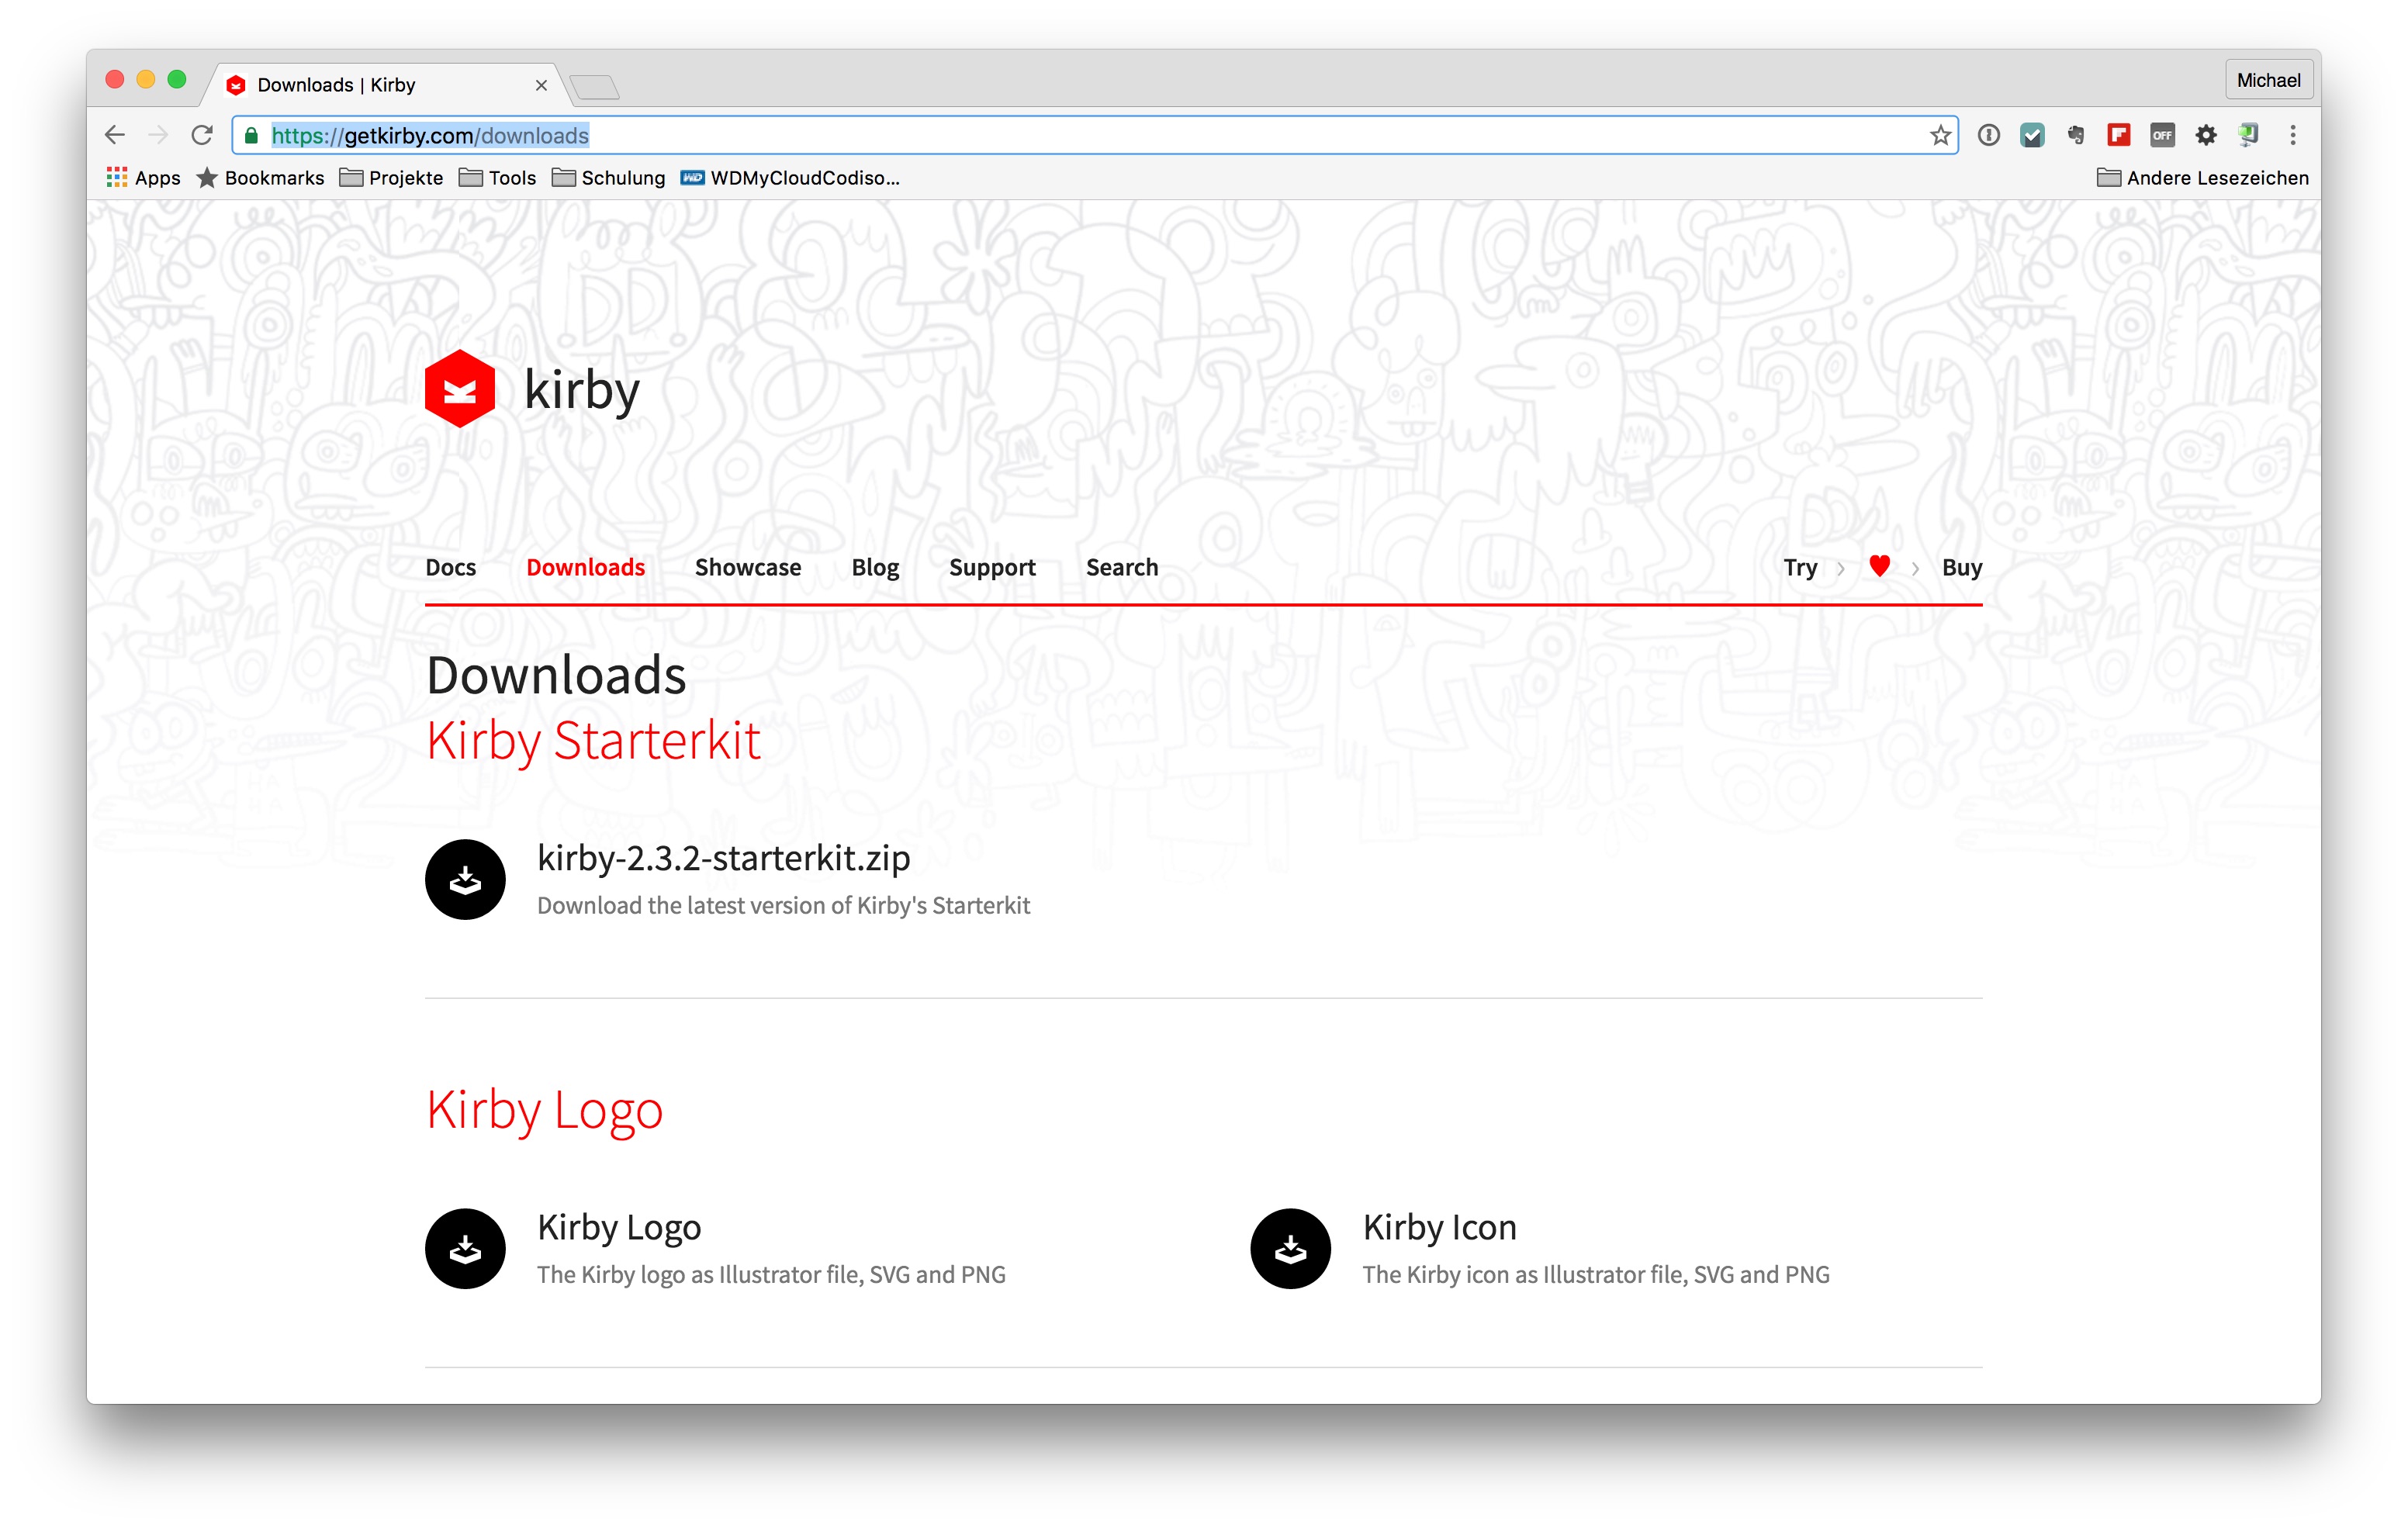 Downloads | Kirby
Michael
https://getkirby.com/downloads
OFF
Apps Bookmarks Projekte Tools Schulung WD WDMyCloudCodiso... Andere Lesezeichen
kirby
Docs Downloads Showcase Blog Support Search Try Buy
Downloads
Kirby Starterkit
kirby-2.3.2-starterkit.zip
Download the latest version of Kirby's Starterkit
Kirby Logo
Kirby Logo
The Kirby logo as Illustrator file, SVG and PNG
Kirby Icon
The Kirby icon as Illustrator file, SVG and PNG